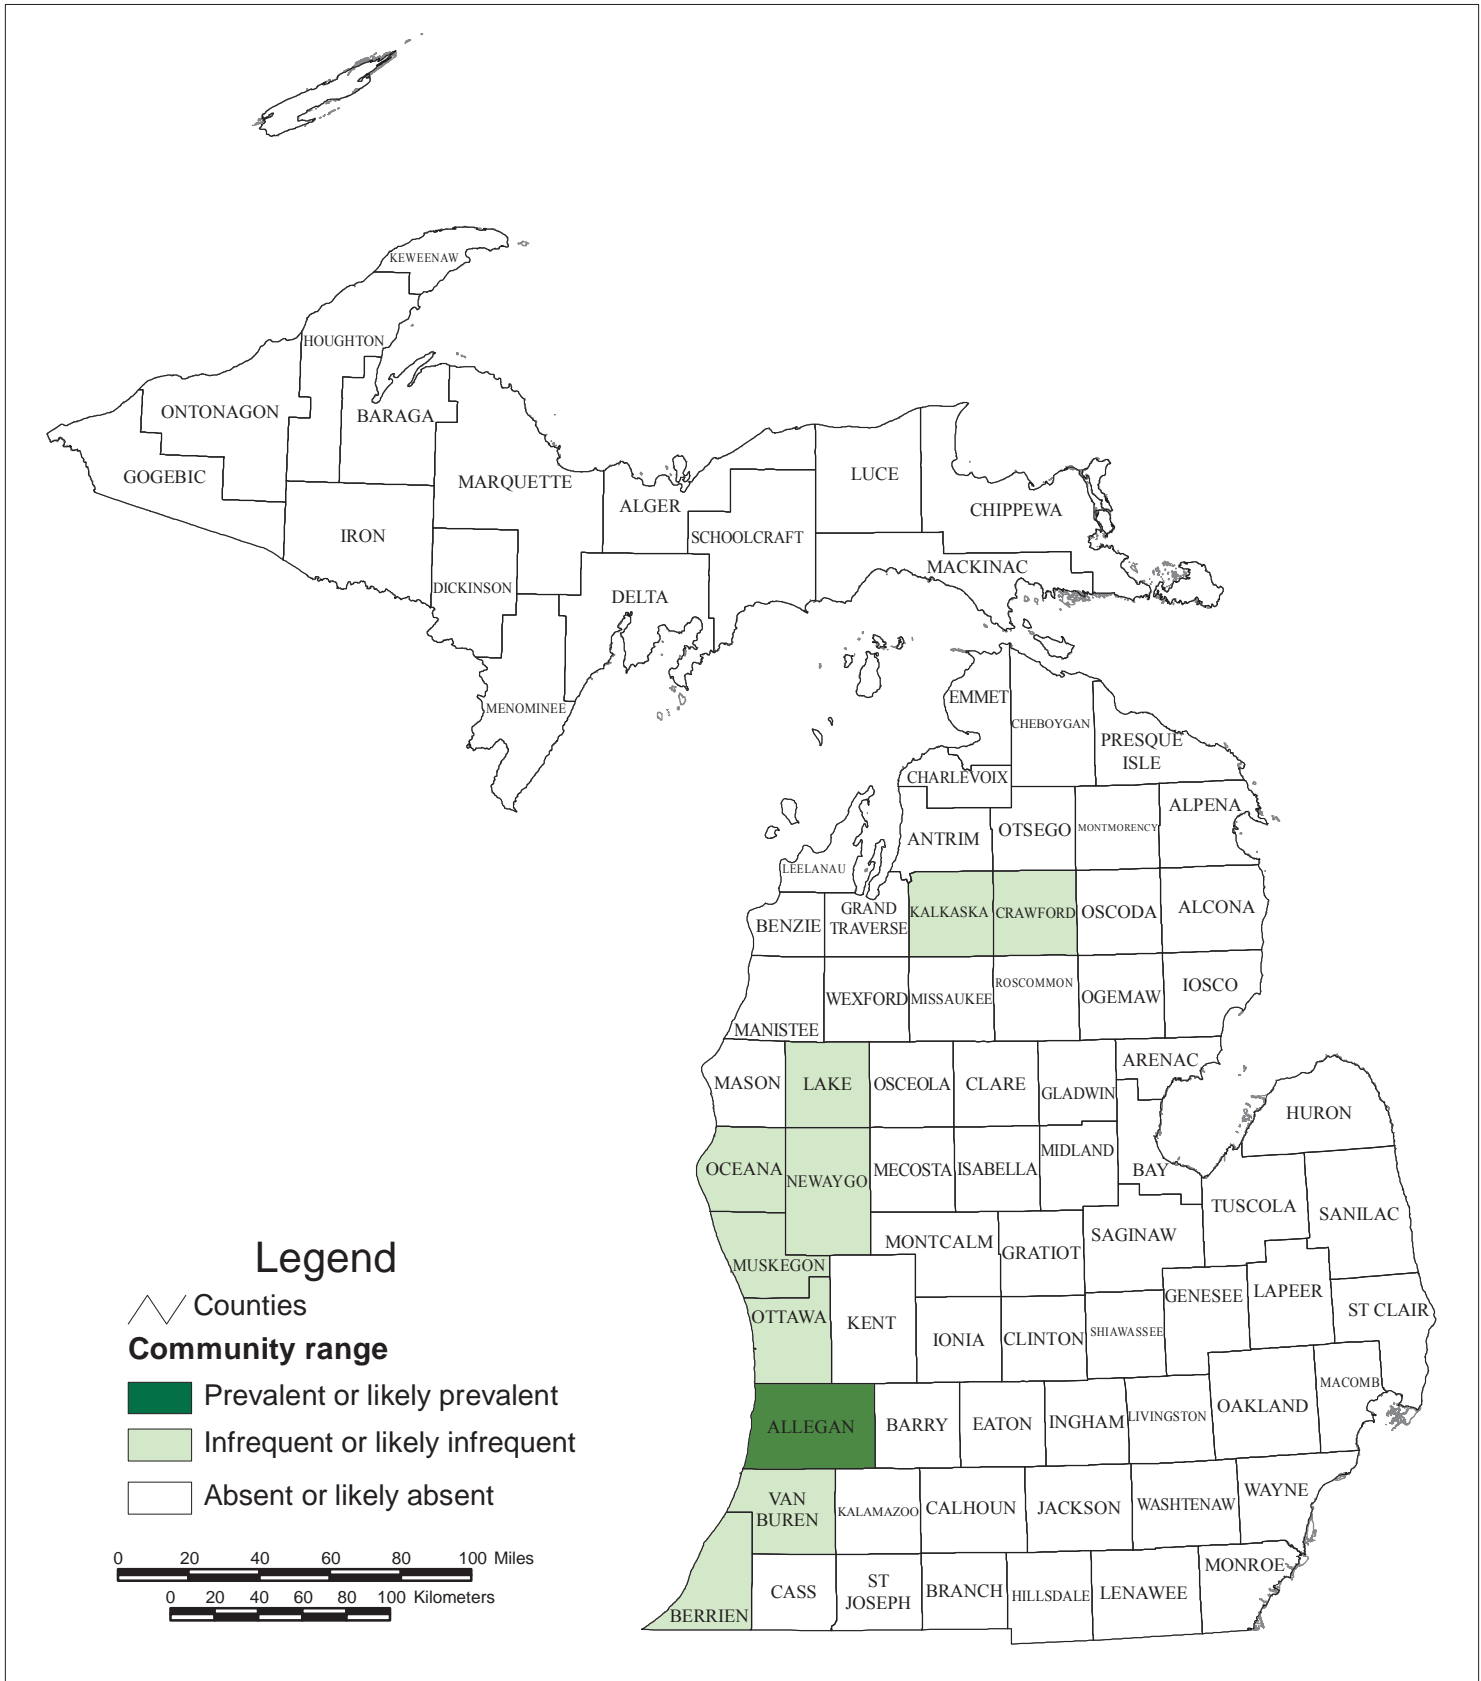 KEWEENAW
HOUGHTON
ONTONAGON
BARAGA
GOGEBIC
MARQUETTE
LUCE
ALGER
CHIPPEWA
IRON
SCHOOLCRAFT
MACKINAC
DICKINSON
DELTA
EMMET
MENOMINEE
CHEBOYGAN
PRESQUE
ISLE
CHARLEVOIX
ALPENA
ANTRIM
OTSEGO
MONTMORENCY
LEELANAU
BENZIE
GRAND
TRAVERSE
KALKASKA
CRAWFORD
OSCODA
ALCONA
MANISTEE
WEXFORD
MISSAUKEE
ROSCOMMON
OGEMAW
IOSCO
MASON
LAKE
OSCEOLA
CLARE
GLADWIN
ARENAC
HURON
OCEANA
NEWAYGO
MECOSTA
ISABELLA
MIDLAND
BAY
TUSCOLA
SANILAC
MUSKEGON
MONTCALM
GRATIOT
SAGINAW
OTTAWA
KENT
IONIA
CLINTON
SHIAWASSEE
GENESEE
LAPEER
ST CLAIR
ALLEGAN
BARRY
EATON
INGHAM
LIVINGSTON
OAKLAND
MACOMB
VAN
BUREN
KALAMAZOO
CALHOUN
JACKSON
WASHTENAW
WAYNE
BERRIEN
CASS
ST
JOSEPH
BRANCH
HILLSDALE
LENAWEE
MONROE
Legend
Counties
Community range
Prevalent or likely prevalent
Infrequent or likely infrequent
Absent or likely absent
0 20 40 60 80 100 Miles
0 20 40 60 80 100 Kilometers